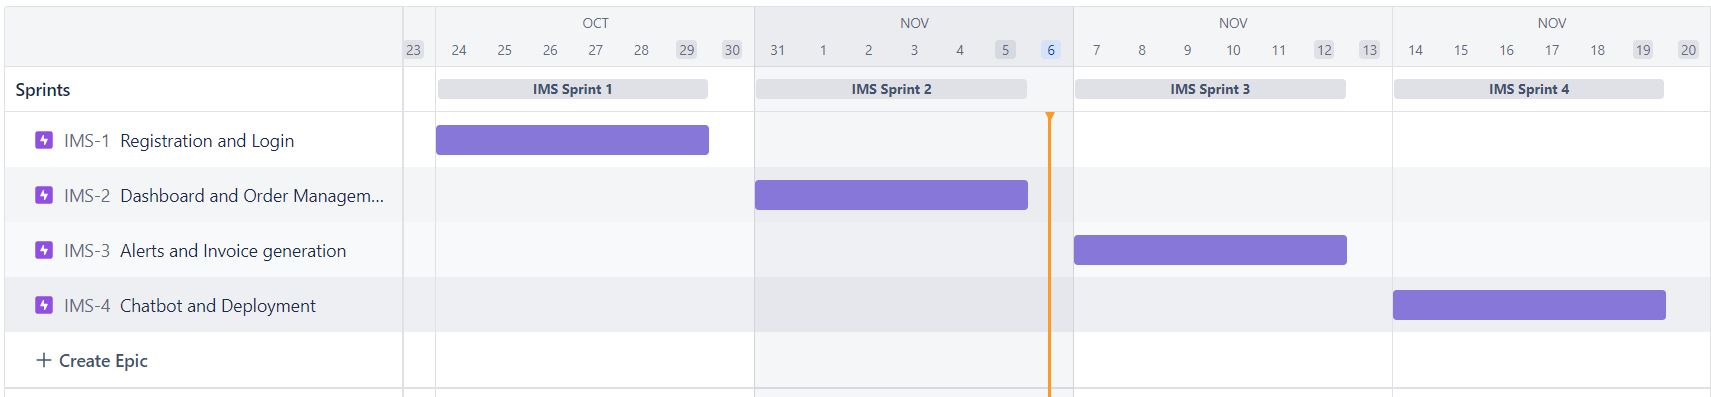 OCT NOV NOV NOV
23 24 25 26 27 28 29 30 31 1 2 3 4 5 6 7 8 9 10 11 12 13 14 15 16 17 18 19 20
Sprints IMS Sprint 1 IMS Sprint 2 IMS Sprint 3 IMS Sprint 4
IMS-1 Registration and Login
IMS-2 Dashboard and Order Managem...
IMS-3 Alerts and Invoice generation
IMS-4 Chatbot and Deployment
+ Create Epic